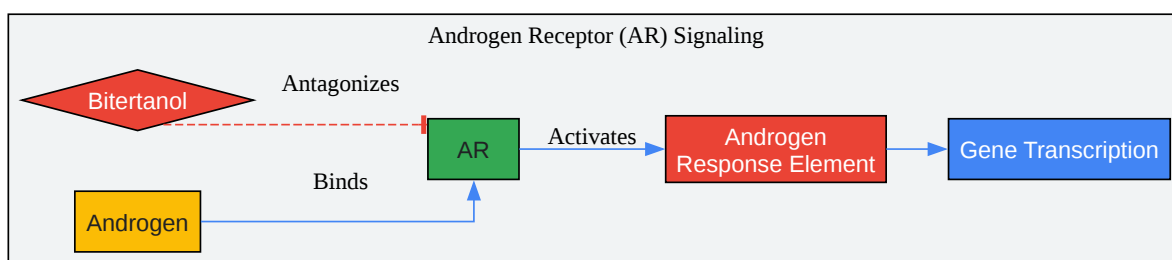 Androgen Receptor (AR) Signaling
Antagonizes
Bitertanol
AR
Activates
Androgen
Response Element
Gene Transcription
Binds
Androgen